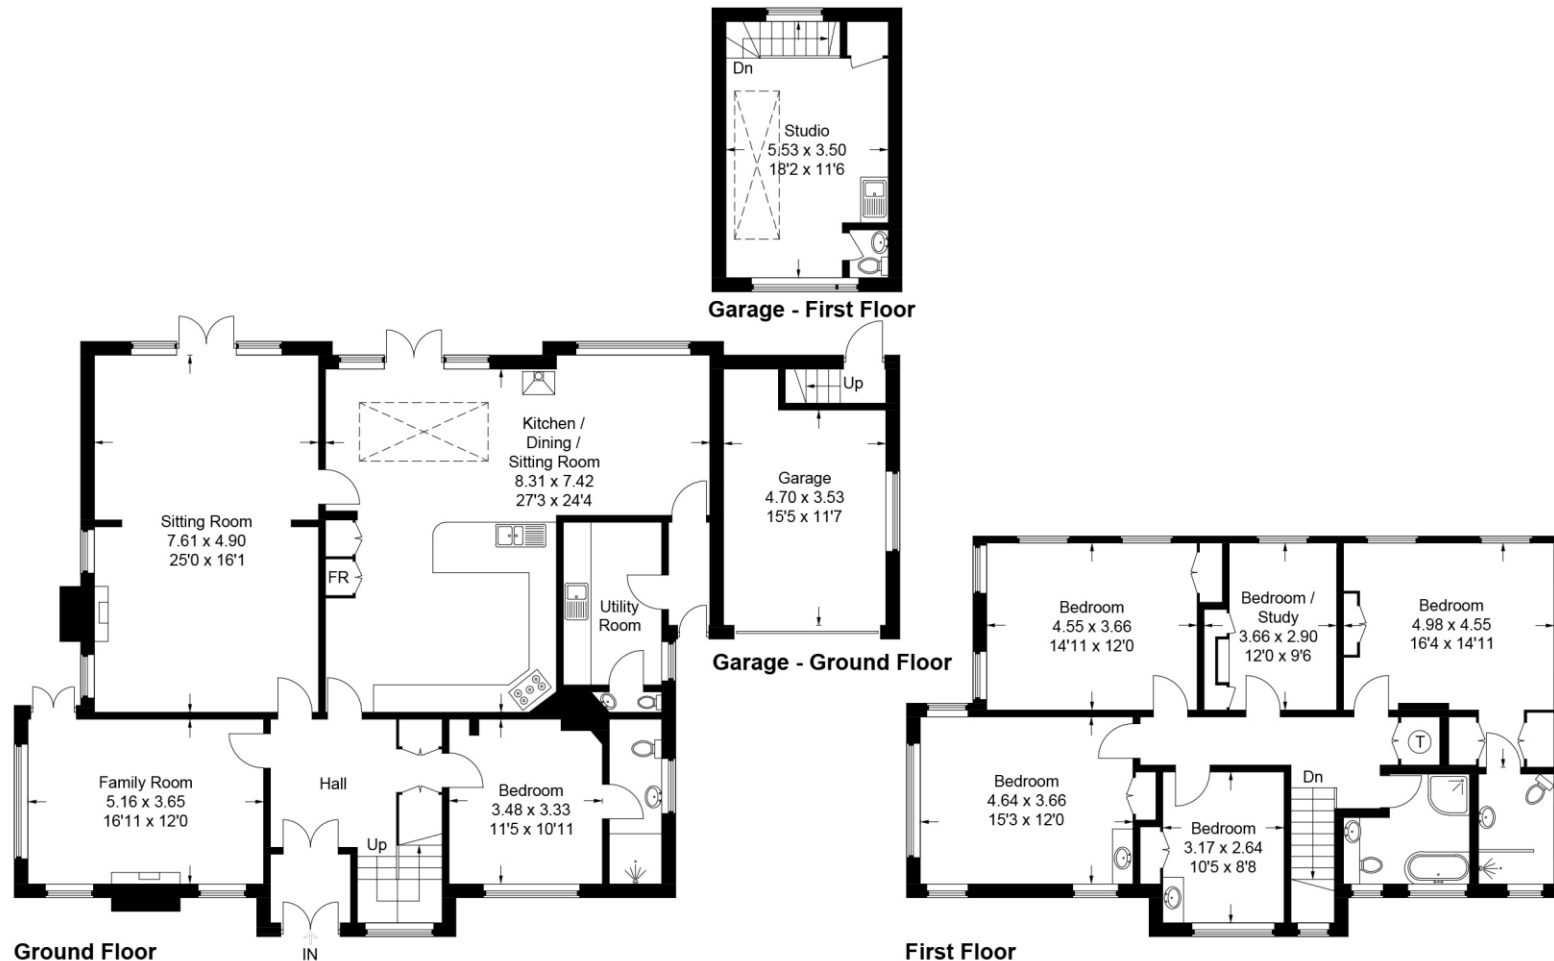 Dn
Studio
5.53 x 3.50
18'2 x 11'6
Garage - First Floor
Sitting Room
7.61 x 4.90
25'0 x 16'1
Kitchen /
Dining /
Sitting Room
8.31 x 7.42
27'3 x 24'4
FR
Utility
Room
Up
Garage
4.70 x 3.53
15'5 x 11'7
Garage - Ground Floor
Family Room
5.16 x 3.65
16'11 x 12'0
Hall
Up
Bedroom
3.48 x 3.33
11'5 x 10'11
IN
Ground Floor
Bedroom
4.55 x 3.66
14'11 x 12'0
Bedroom /
Study
3.66 x 2.90
12'0 x 9'6
Bedroom
4.98 x 4.55
16'4 x 14'11
T
Bedroom
4.64 x 3.66
15'3 x 12'0
Bedroom
3.17 x 2.64
10'5 x 8'8
Dn
First Floor